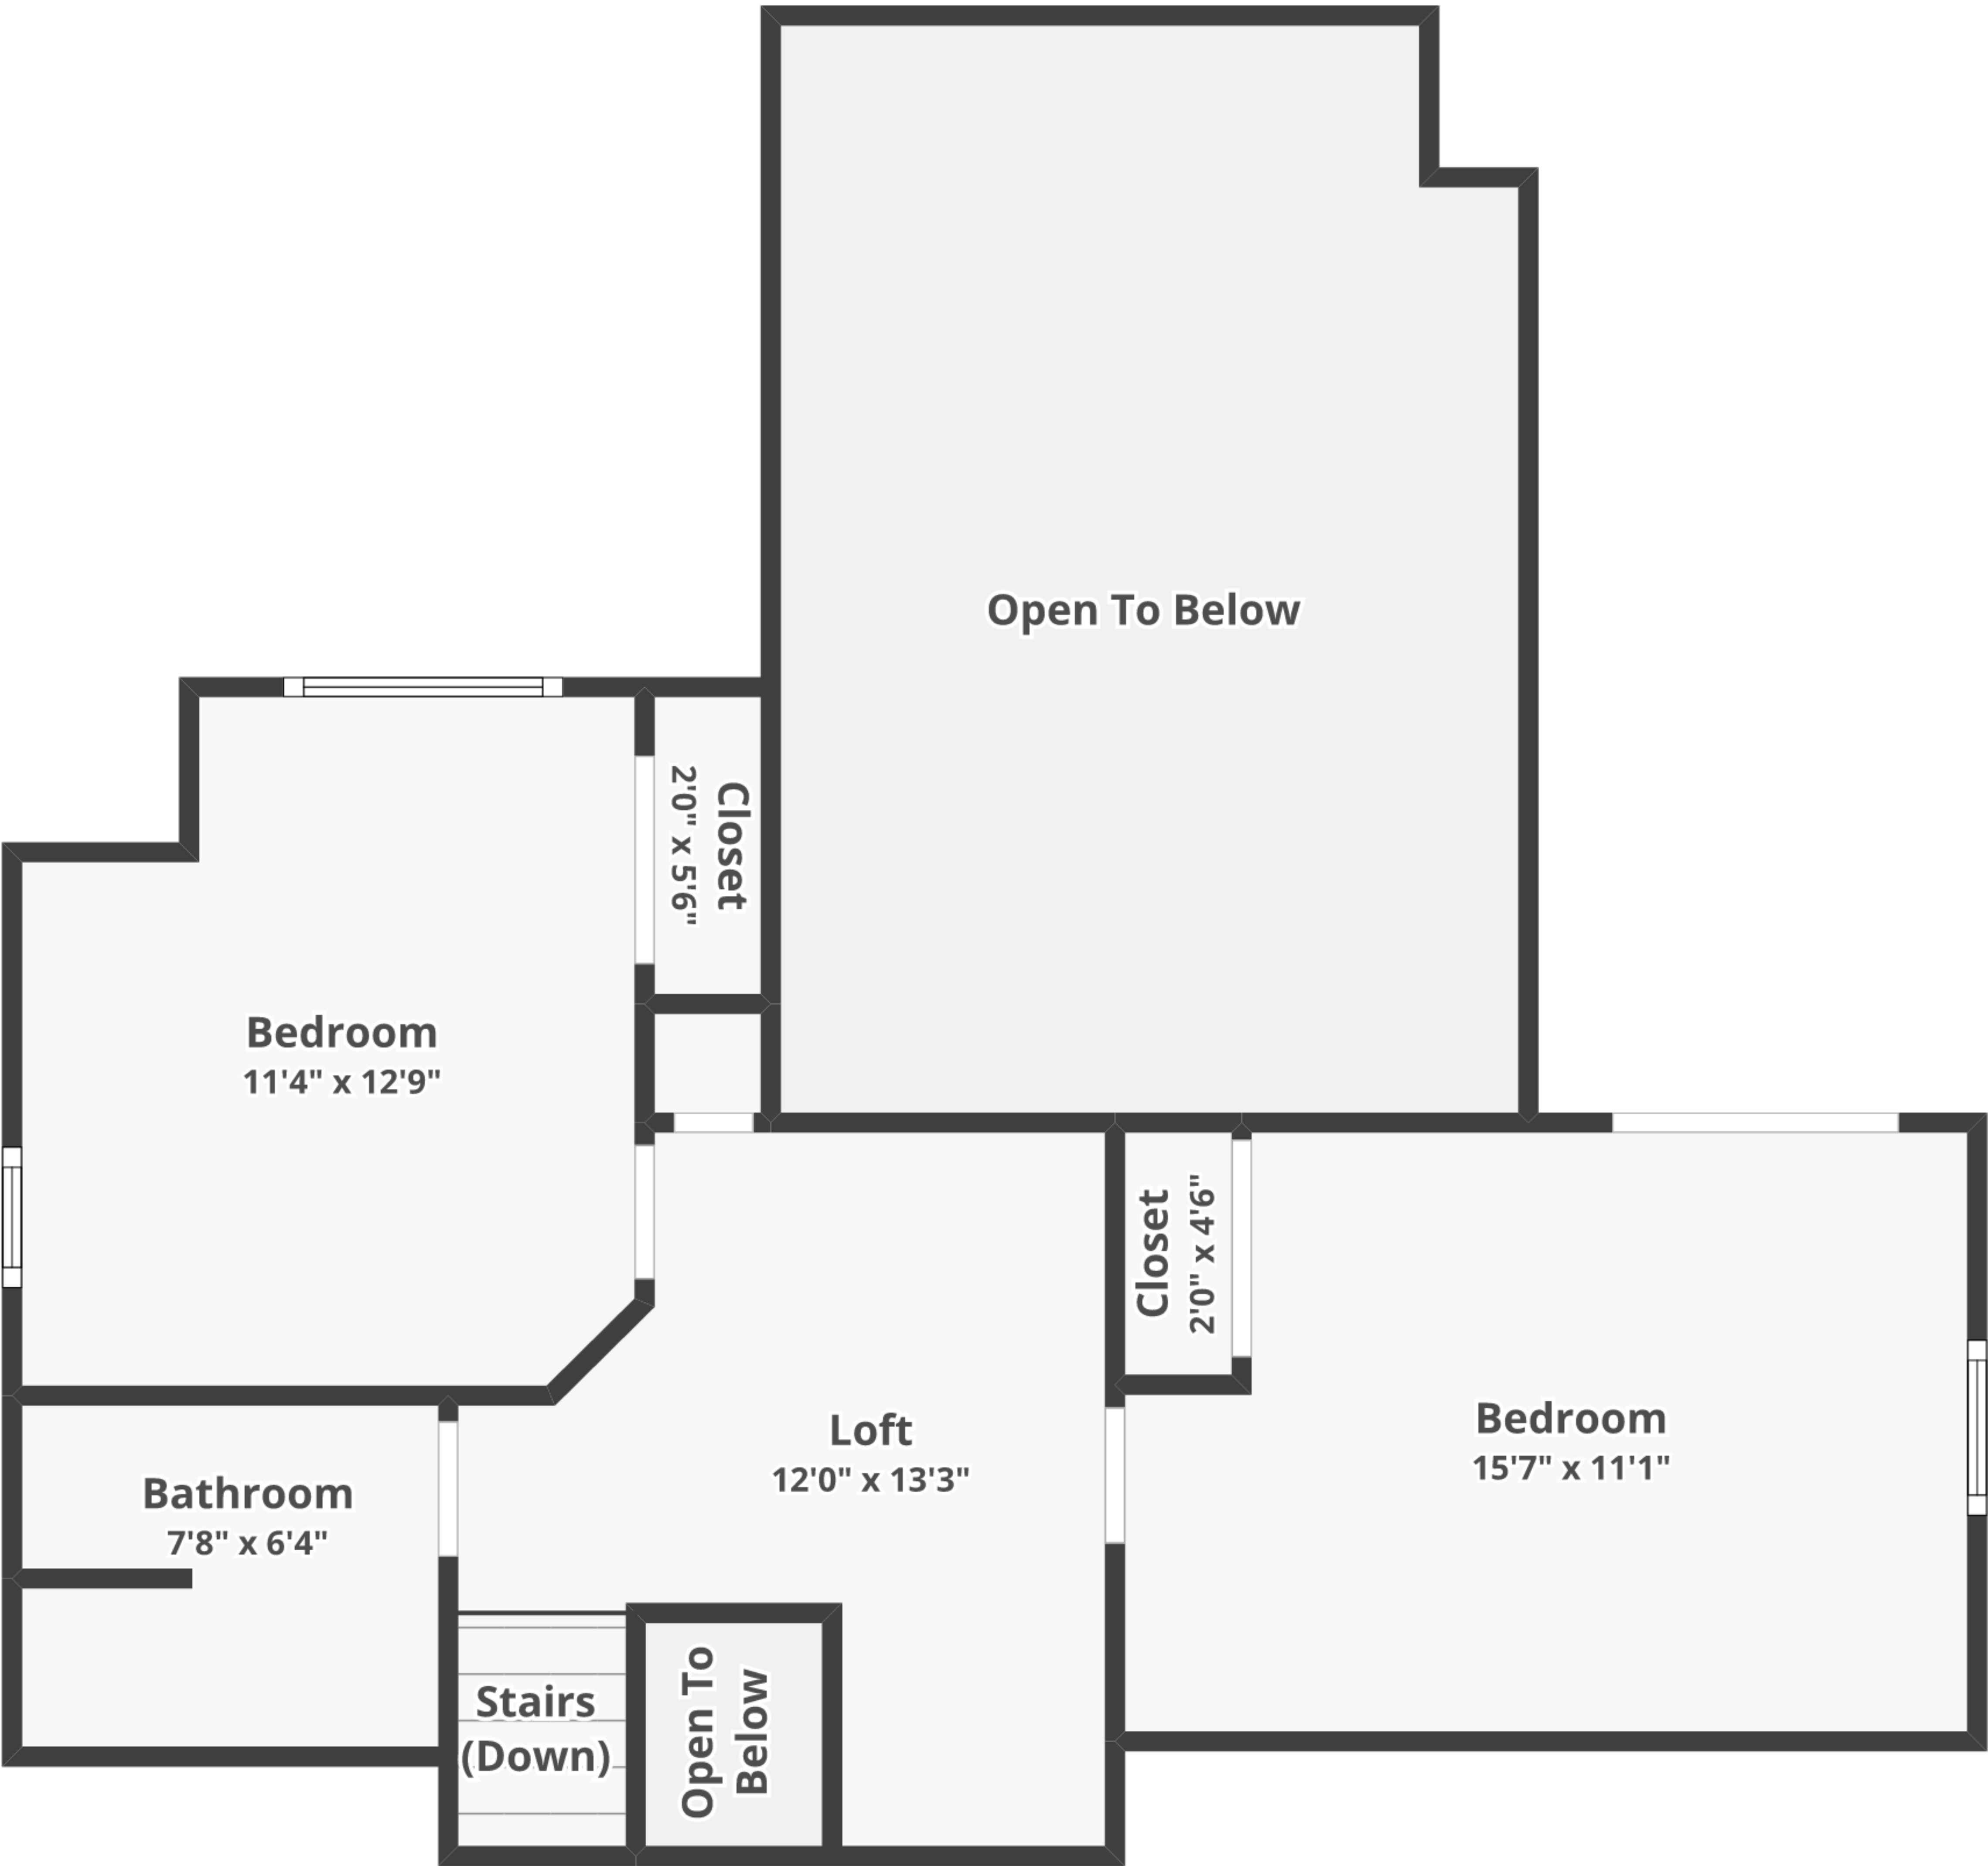 Open To Below
Closet
2'0" x 5'6"
Bedroom
11'4" x 12'9"
Closet
2'0" x 4'6"
Loft
12'0" x 13'3"
Bedroom
15'7" x 11'1"
Bathroom
7'8" x 6'4"
Stairs
(Down)
Open To
Below